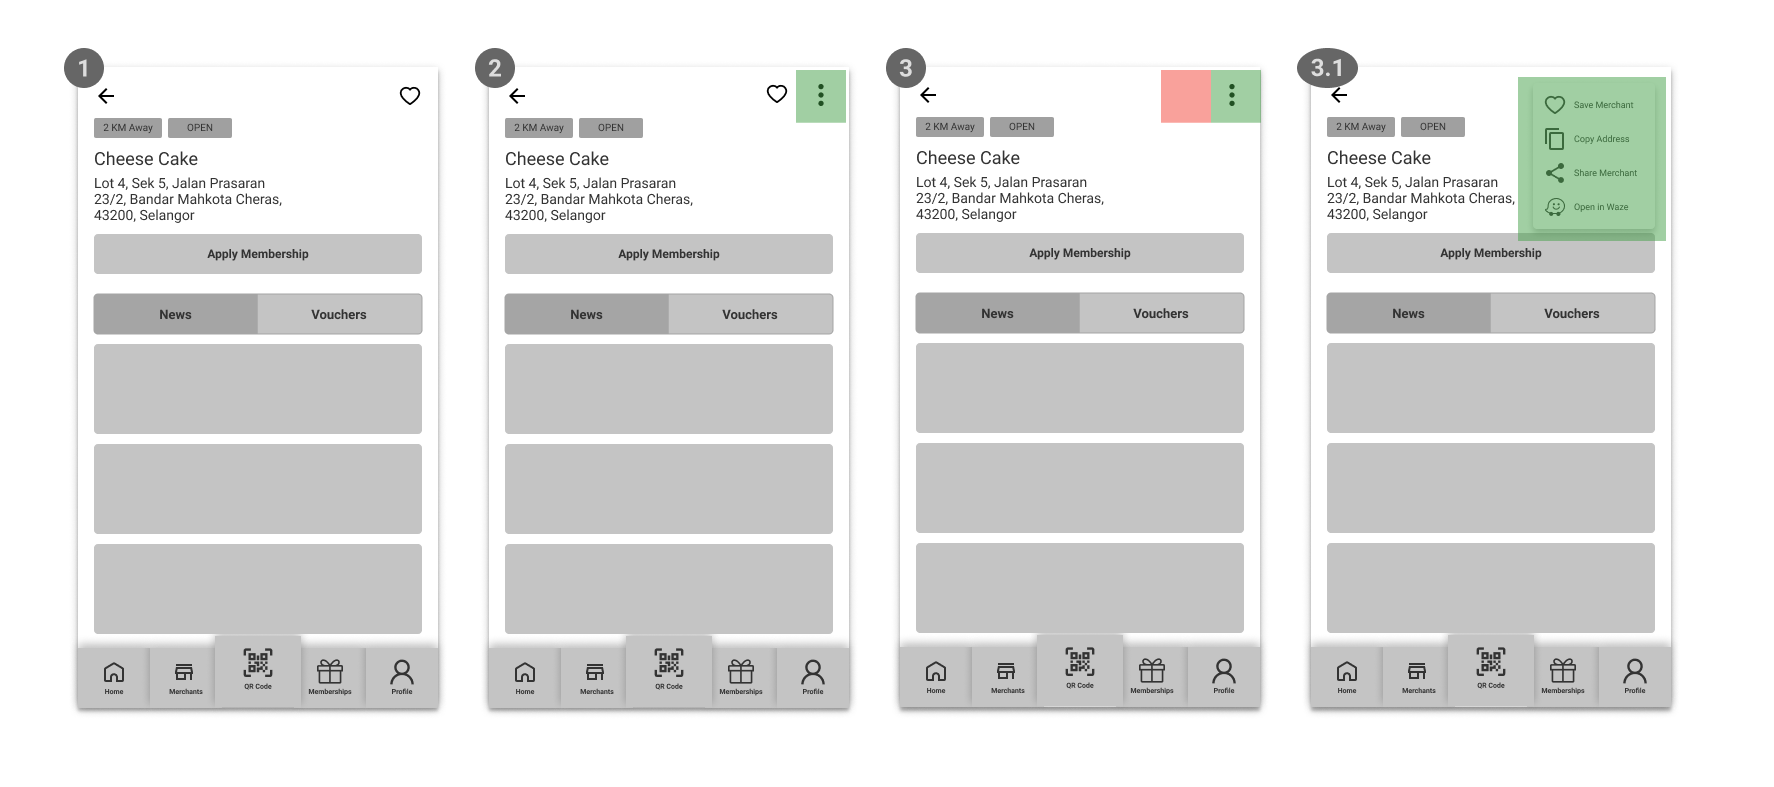 1
2 KM Away
OPEN
Cheese Cake
Lot 4, Sek 5, Jalan Prasaran
23/2, Bandar Mahkota Cheras,
43200, Selangor
Apply Membership
News
Vouchers
Home
Merchants
QR Code
Memberships
Profile
2
2 KM Away
OPEN
Cheese Cake
Lot 4, Sek 5, Jalan Prasaran
23/2, Bandar Mahkota Cheras,
43200, Selangor
Apply Membership
News
Vouchers
Home
Merchants
QR Code
Memberships
Profile
3
2 KM Away
OPEN
Cheese Cake
Lot 4, Sek 5, Jalan Prasaran
23/2, Bandar Mahkota Cheras,
43200, Selangor
Apply Membership
News
Vouchers
Home
Merchants
QR Code
Memberships
Profile
3.1
Save Merchant
Copy Address
Share Merchant
Open in Waze
2 KM Away
OPEN
Cheese Cake
Lot 4, Sek 5, Jalan Prasaran
23/2, Bandar Mahkota Cheras,
43200, Selangor
Apply Membership
News
Vouchers
Home
Merchants
QR Code
Memberships
Profile